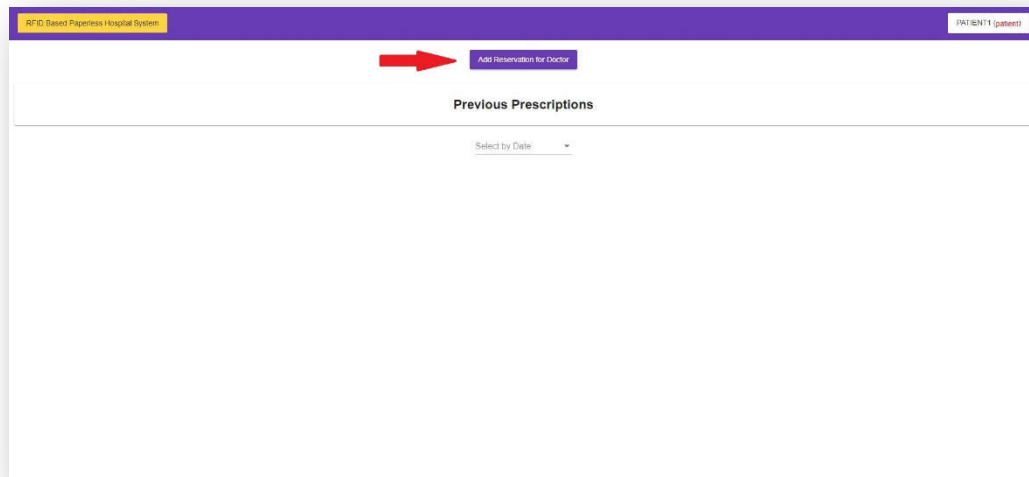 RFID Based Paperless Hospital System
PATIENT1 (patient)
Add Reservation for Doctor
Previous Prescriptions
Select by Date